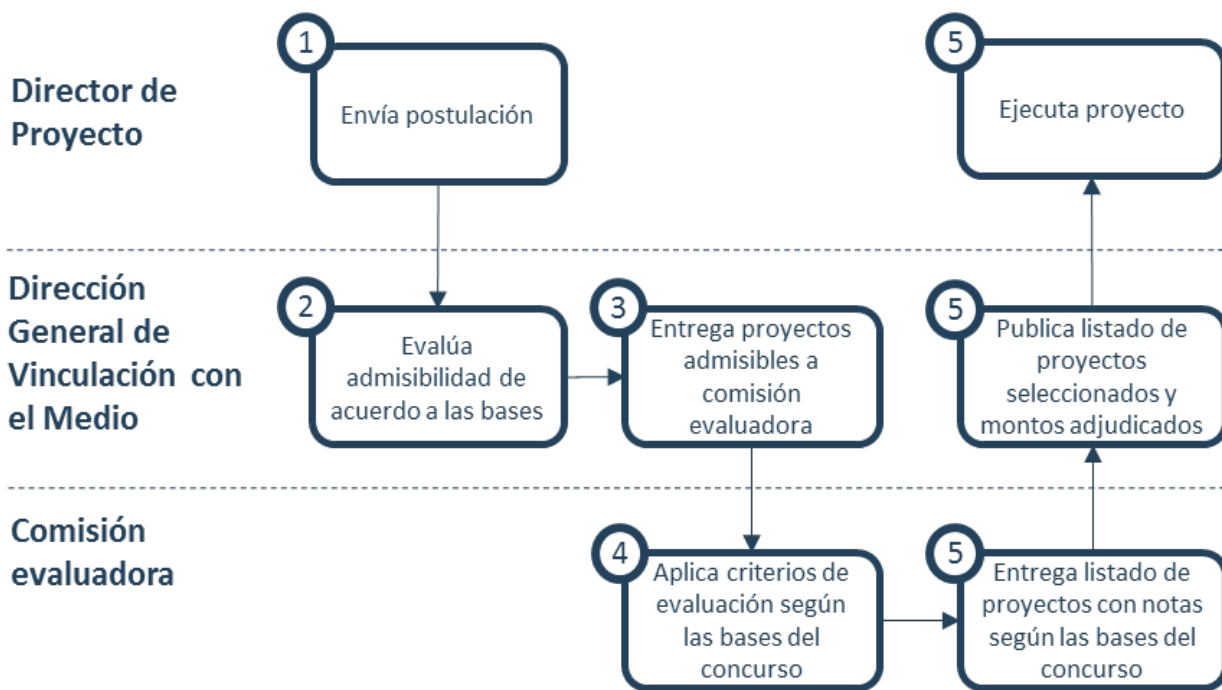 Director de
Proyecto
1
Envía postulación
5
Ejecuta proyecto
Dirección
General de
Vinculación con
el Medio
2
Evalúa
admisibilidad de
acuerdo a las bases
3
Entrega proyectos
admisibles a
comisión
evaluadora
5
Publica listado de
proyectos
seleccionados y
montos adjudicados
Comisión
evaluadora
4
Aplica criterios de
evaluación según
las bases del
concurso
5
Entrega listado de
proyectos con notas
según las bases del
concurso